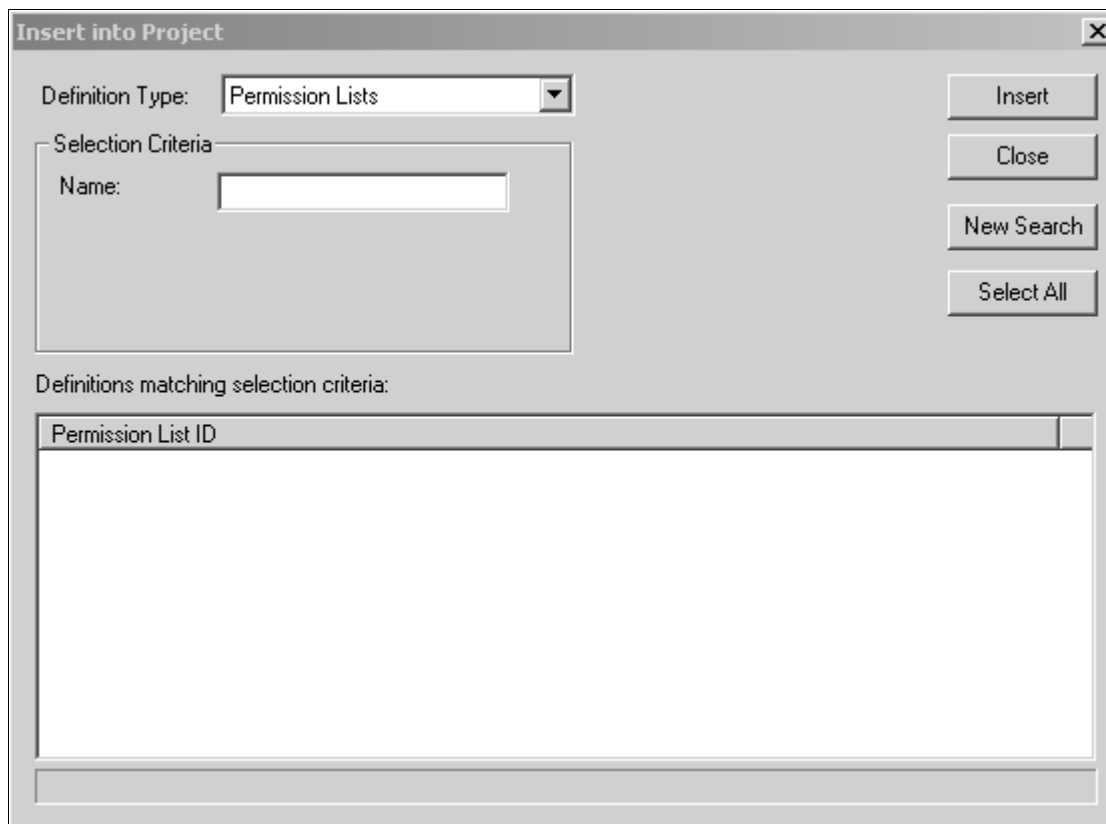 Insert into Project
Definition Type: Permission Lists
Insert
Selection Criteria
Close
Name:
New Search
Select All
Definitions matching selection criteria:
Permission List ID